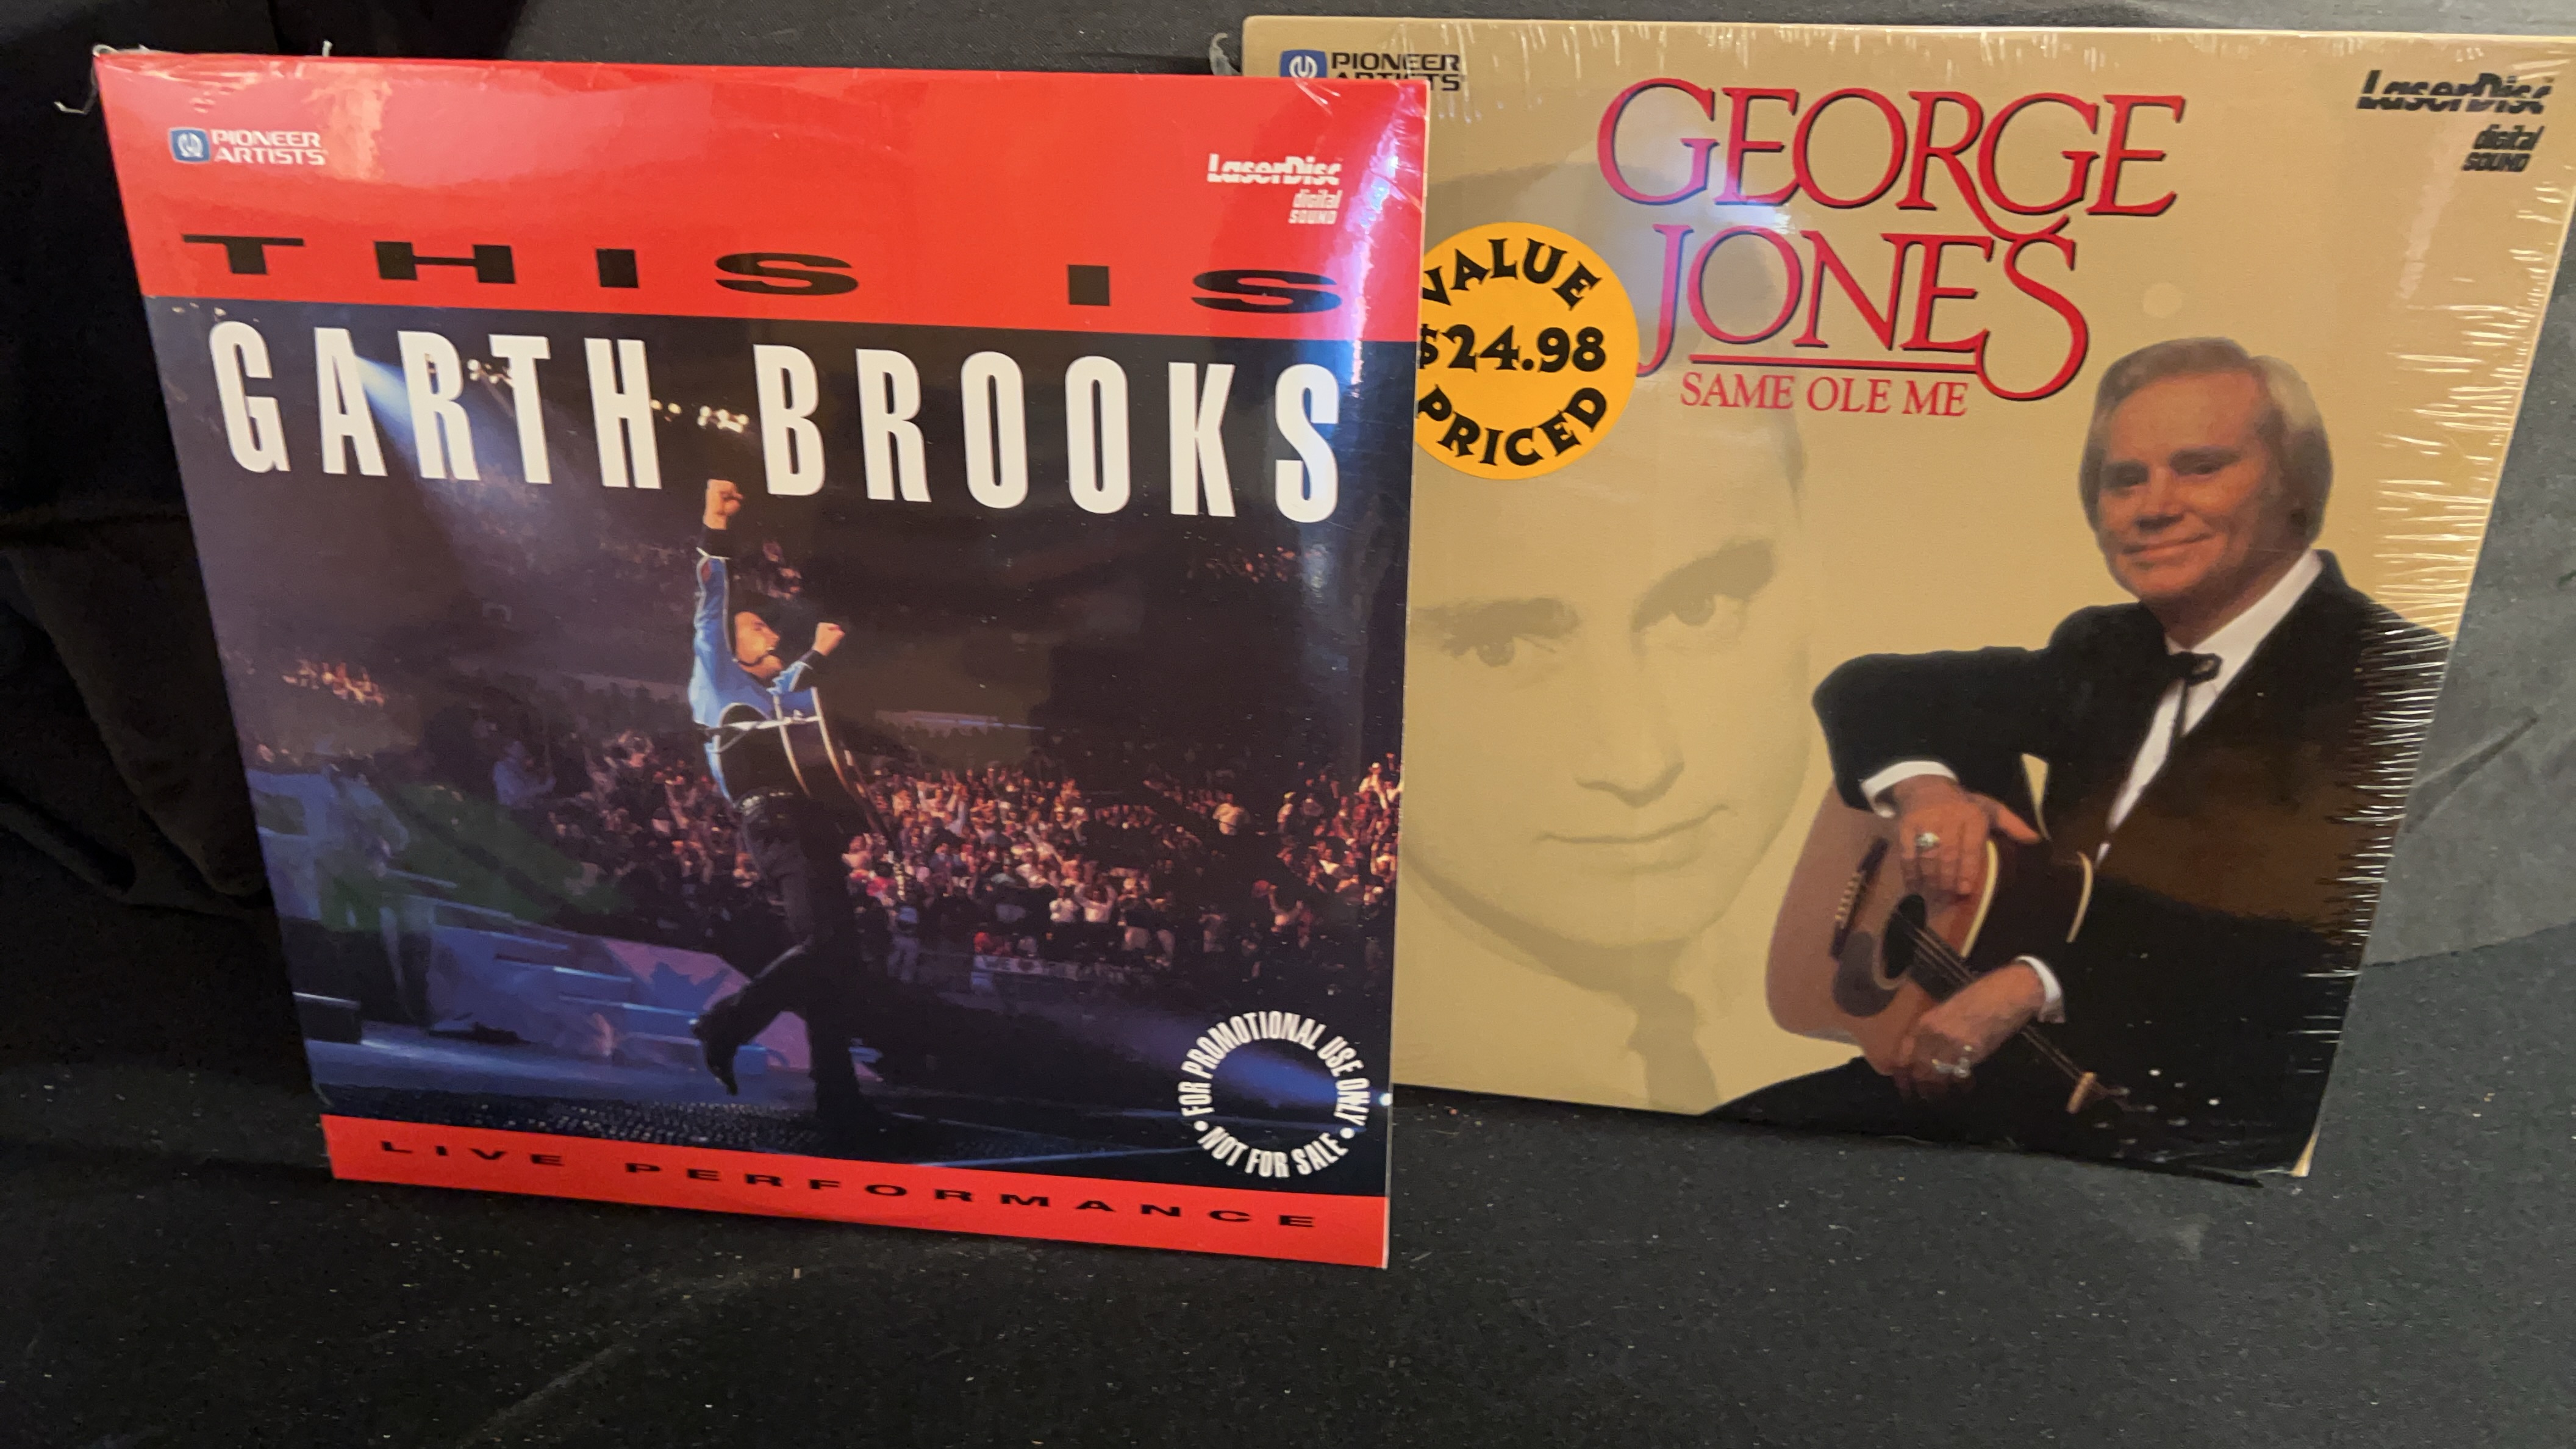 PIONEER
ARTISTS
LaserDisc
digital
SOUND
THIS IS
GARTH BROOKS
• FOR PROMOTIONAL USE ONLY •
NOT FOR SALE
LIVE PERFORMANCE
PIONEER
ARTISTS
LaserDisc
digital
SOUND
GEORGE
JONES
SAME OLE ME
VALUE
$24.98
PRICED